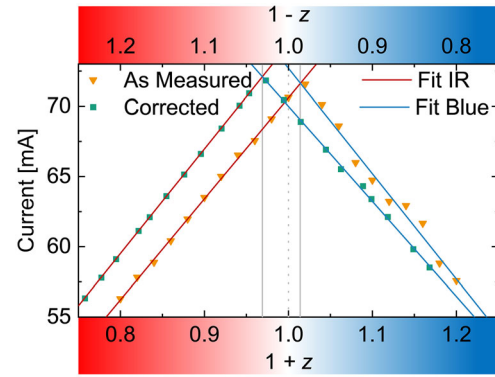 1 - z
1.2 1.1 1.0 0.9 0.8
As Measured Fit IR
Corrected Fit Blue
Current [mA]
70
65
60
55
0.8 0.9 1.0 1.1 1.2
1 + z